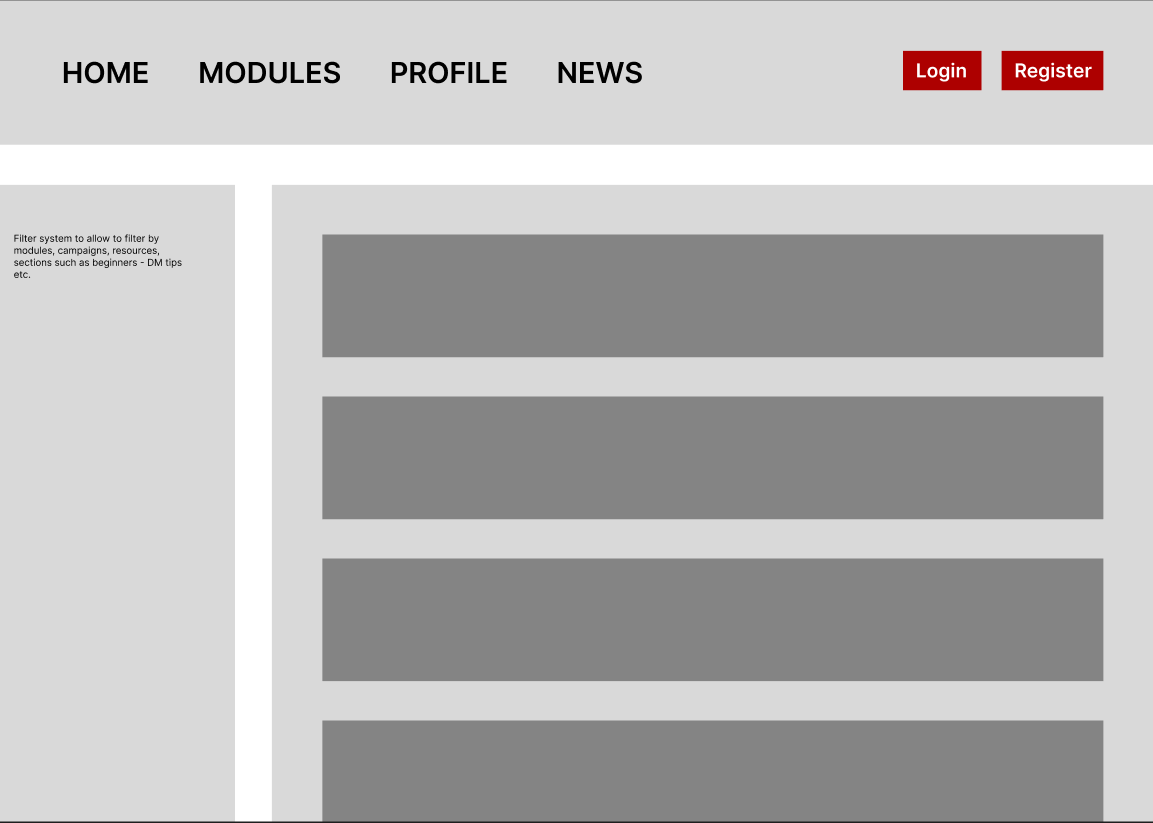 HOME MODULES PROFILE NEWS Login Register
Filter system to allow to filter by
modules, campaigns, resources,
sections such as beginners - DM tips
etc.